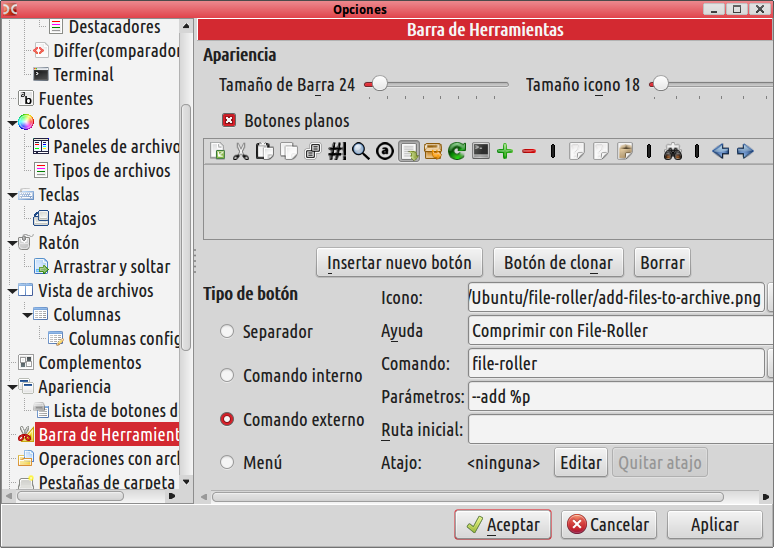 Opciones
Destacadores
Differ(comparador
Terminal
Fuentes
Colores
Paneles de archivo
Tipos de archivos
Teclas
Atajos
Ratón
Arrastrar y soltar
Vista de archivos
Columnas
Columnas config
Complementos
Apariencia
Lista de botones d
Barra de Herramient
Operaciones con arcl
Pestañas de carpeta
Barra de Herramientas
Apariencia
Tamaño de Barra 24
Tamaño icono 18
Botones planos
Insertar nuevo botón
Botón de clonar
Borrar
Tipo de botón
Separador
Comando interno
Comando externo
Menú
Icono:
/Ubuntu/file-roller/add-files-to-archive.png
Ayuda
Comprimir con File-Roller
Comando:
file-roller
Parámetros:
--add %p
Ruta inicial:
Atajo:
<ninguna>
Editar
Quitar atajo
Aceptar
Cancelar
Aplicar